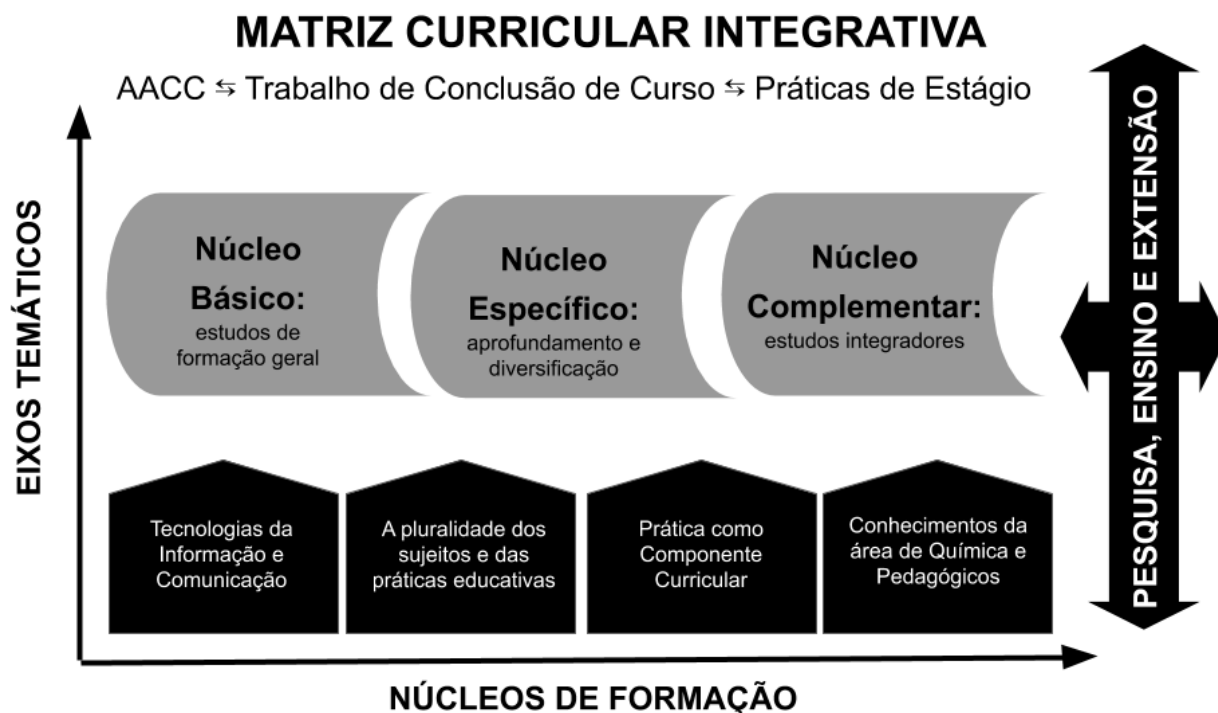 MATRIZ CURRICULAR INTEGRATIVA
AACC ⇆ Trabalho de Conclusão de Curso ⇆ Práticas de Estágio
EIXOS TEMÁTICOS
Núcleo
Básico:
estudos de
formação geral
Núcleo
Específico:
aprofundamento e
diversificação
Núcleo
Complementar:
estudos integradores
Tecnologias da
Informação e
Comunicação
A pluralidade dos
sujeitos e das
práticas educativas
Prática como
Componente
Curricular
Conhecimentos da
área de Química e
Pedagógicos
NÚCLEOS DE FORMAÇÃO
PESQUISA, ENSINO E EXTENSÃO